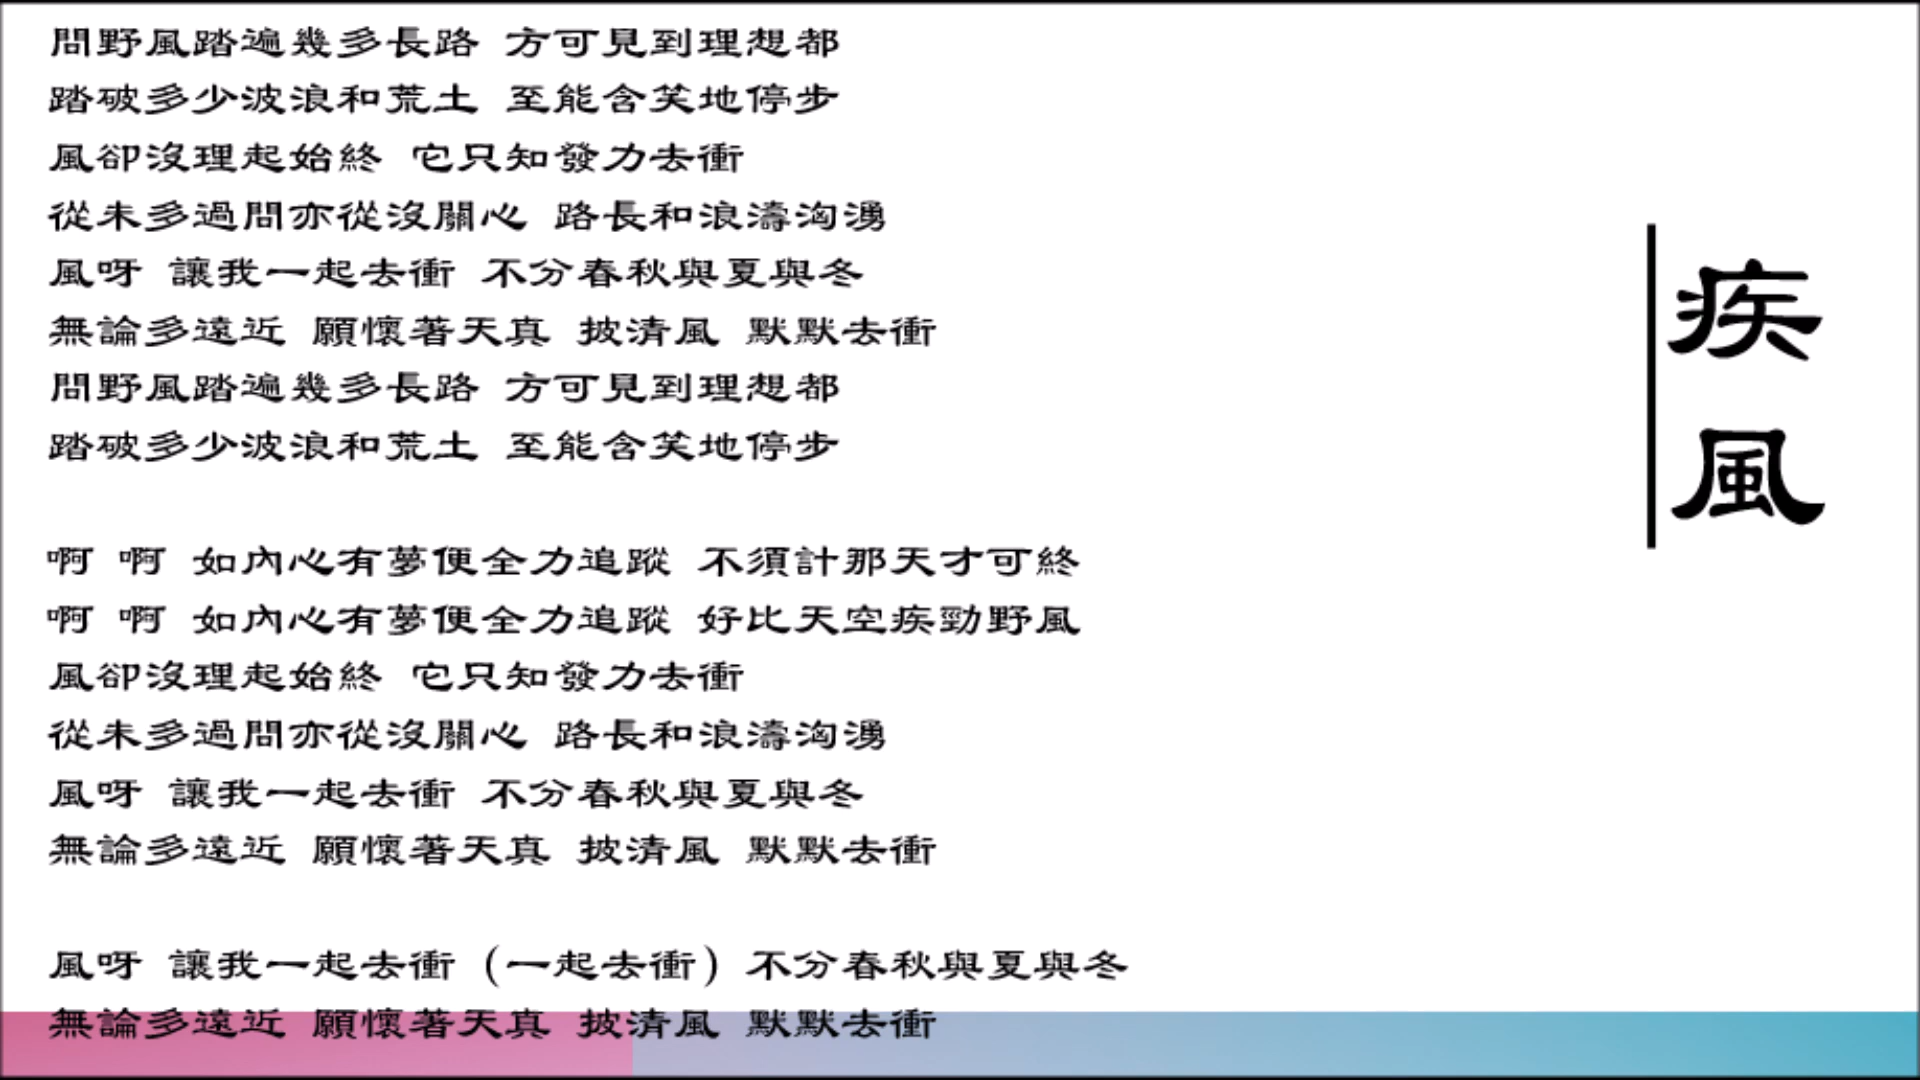 問野風踏遍幾多長路 方可見到理想都
踏破多少波浪和荒土 至能含笑地停步
風卻沒理起始終 它只知發力去衝
從未多過問亦從沒關心 路長和浪濤洶湧
風呀 讓我一起去衝 不分春秋與夏與冬
無論多遠近 願懷著天真 披清風 默默去衝
問野風踏遍幾多長路 方可見到理想都
踏破多少波浪和荒土 至能含笑地停步
啊 啊 如內心有夢便全力追蹤 不須計那天才可終
啊 啊 如內心有夢便全力追蹤 好比天空疾勁野風
風卻沒理起始終 它只知發力去衝
從未多過問亦從沒關心 路長和浪濤洶湧
風呀 讓我一起去衝 不分春秋與夏與冬
無論多遠近 願懷著天真 披清風 默默去衝
風呀 讓我一起去衝 (一起去衝) 不分春秋與夏與冬
無論多遠近 願懷著天真 披清風 默默去衝
疾風